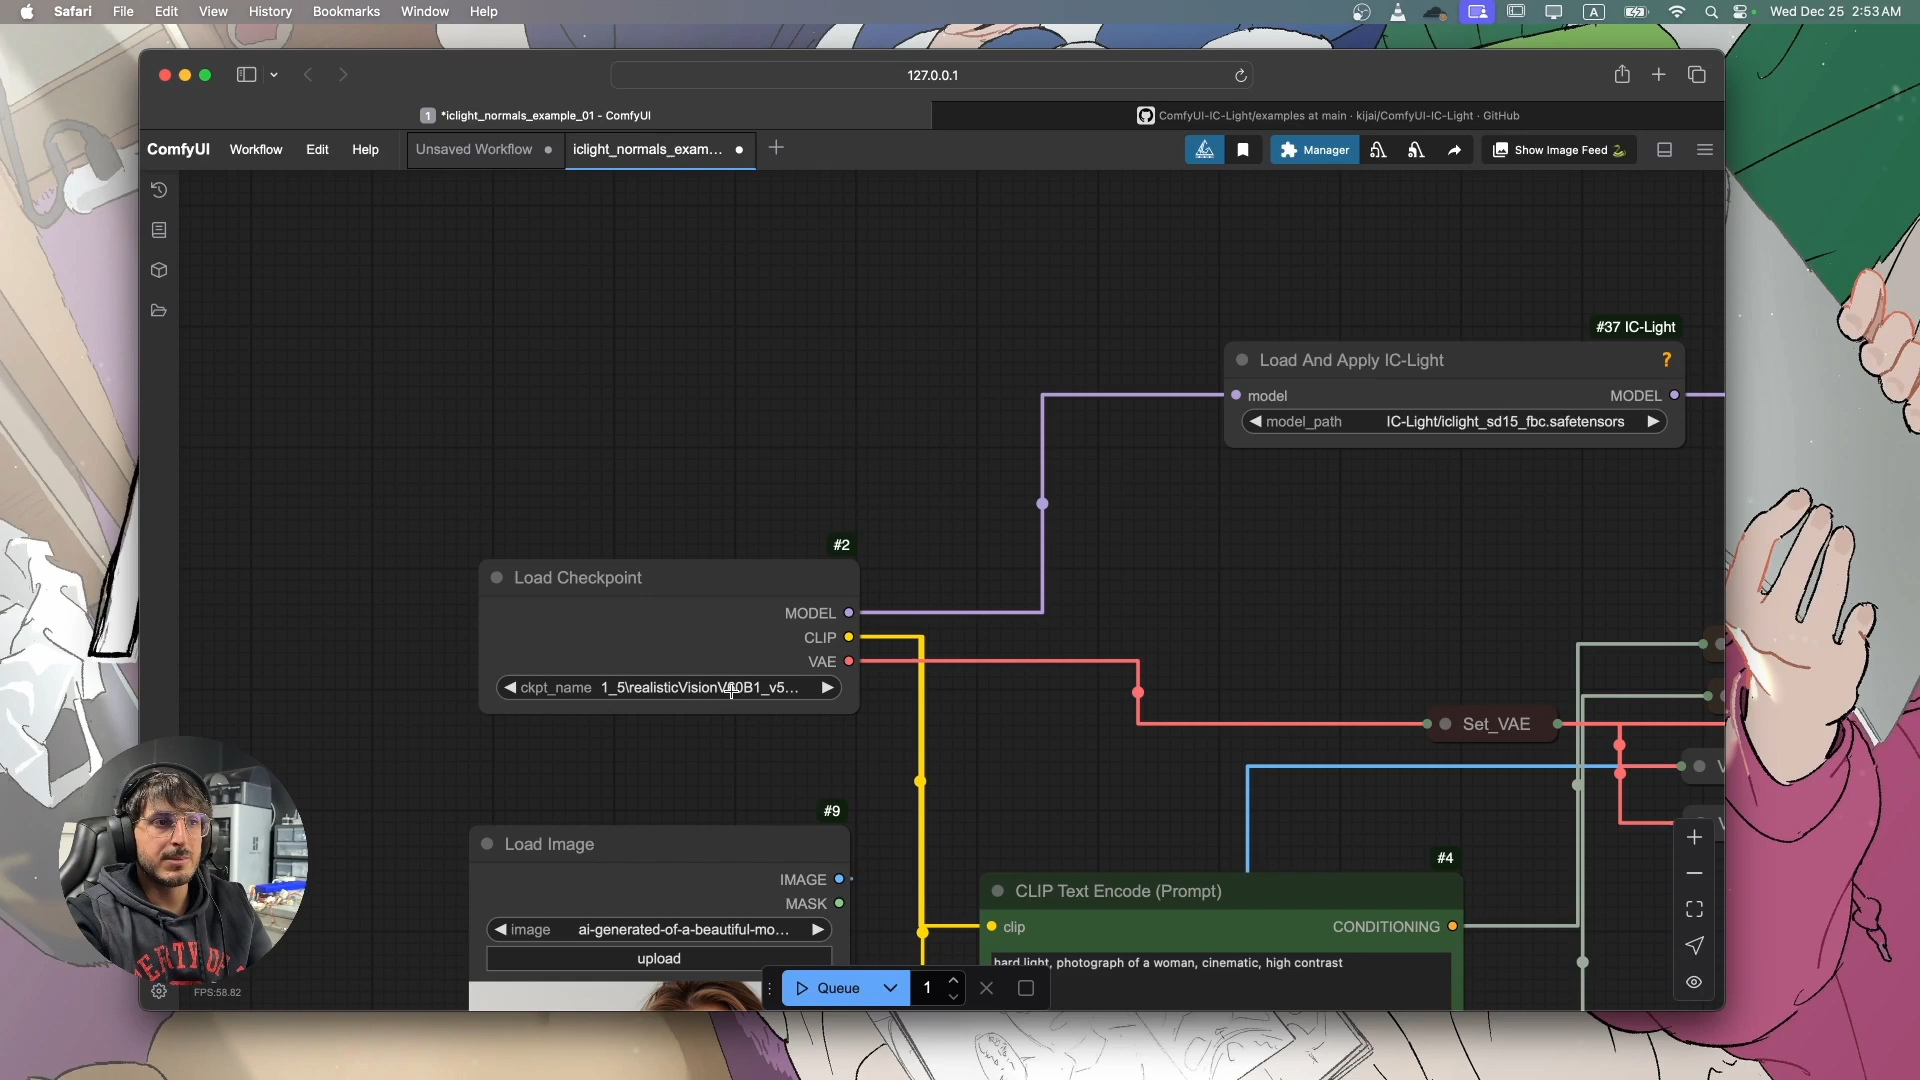 Safari File Edit View History Bookmarks Window Help
A
Wed Dec 25 2:53 AM
127.0.0.1
1 *iclight_normals_example_01 - ComfyUI
ComfyUI-IC-Light/examples at main · kijai/ComfyUI-IC-Light · GitHub
ComfyUI Workflow Edit Help
Unsaved Workflow
iclight_normals_exam...
Manager
Show Image Feed
#37 IC-Light
Load And Apply IC-Light ?
model MODEL
model_path IC-Light/iclight_sd15_fbc.safetensors
#2
Load Checkpoint
MODEL
CLIP
VAE
ckpt_name 1_5\realisticVisionV60B1_v5...
Set_VAE
#9
Load Image
IMAGE
MASK
image ai-generated-of-a-beautiful-mo...
upload
#4
CLIP Text Encode (Prompt)
clip CONDITIONING
hard light, photograph of a woman, cinematic, high contrast
Queue 1
FPS:58.82